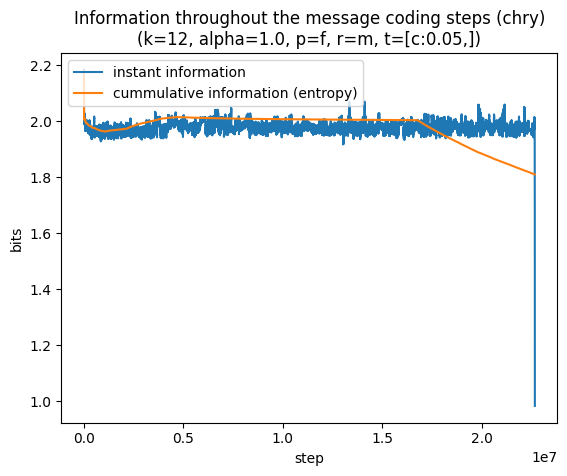 Information throughout the message coding steps (chry)
(k=12, alpha=1.0, p=f, r=m, t=[c:0.05,])
2.2
instant information
cummulative information (entropy)
2.0
1.8
1.6
bits
1.4
1.2
1.0
0.0 0.5 1.0 1.5 2.0
1e7
step